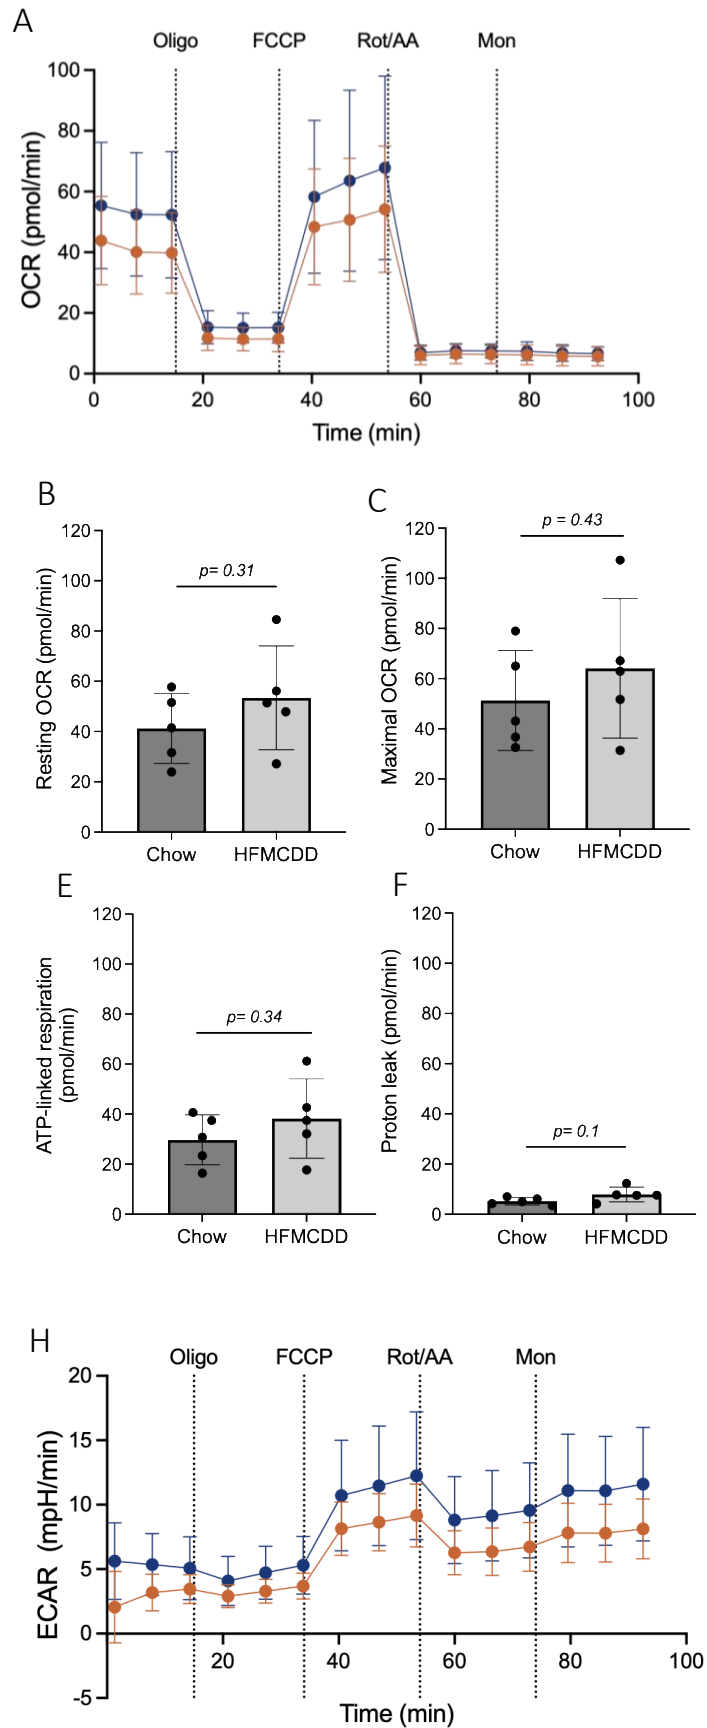 A
Oligo FCCP Rot/AA Mon
OCR (pmol/min)
100
80
60
40
20
0
0 20 40 60 80 100
Time (min)
B
Resting OCR (pmol/min)
120
100
80
60
40
20
0
p= 0.31
Chow HFMCDD
C
Maximal OCR (pmol/min)
120
100
80
60
40
20
0
p = 0.43
Chow HFMCDD
E
ATP-linked respiration
(pmol/min)
120
100
80
60
40
20
0
p= 0.34
Chow HFMCDD
F
Proton leak (pmol/min)
120
100
80
60
40
20
0
p= 0.1
Chow HFMCDD
H
Oligo FCCP Rot/AA Mon
ECAR (mpH/min)
20
15
10
5
0
-5
20 40 60 80 100
Time (min)